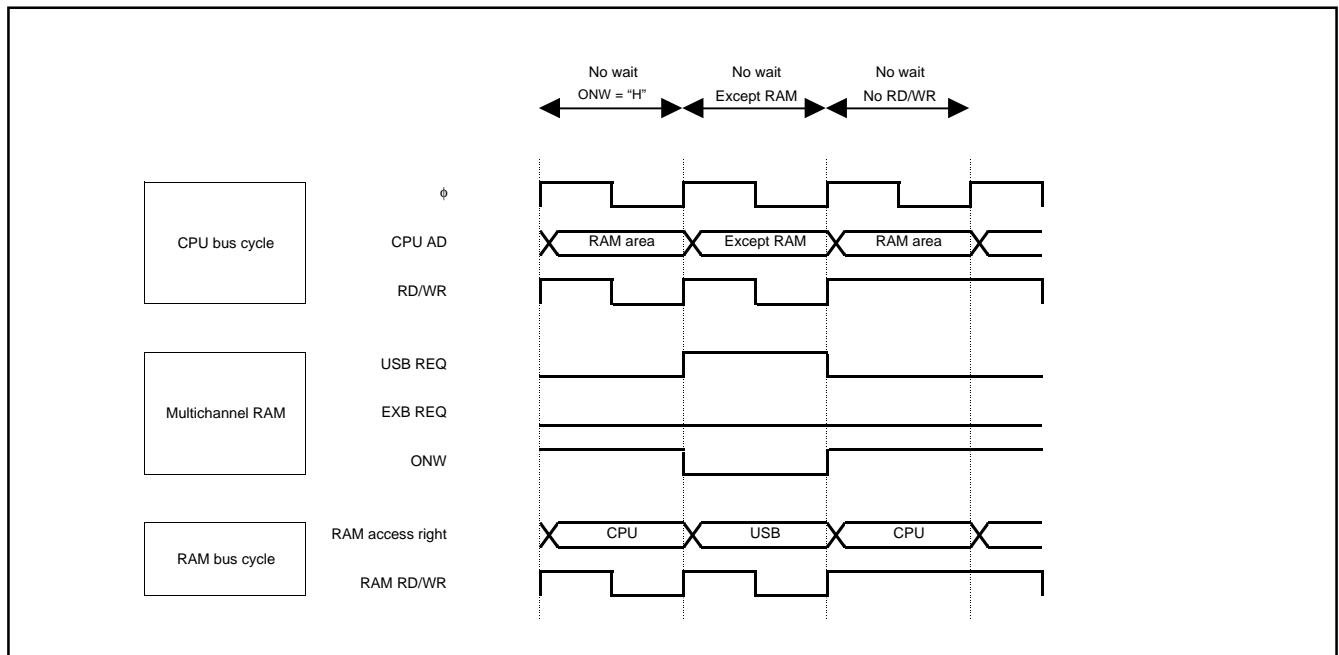 No wait No wait No wait
ONW = “H” Except RAM No RD/WR
ϕ
CPU bus cycle
CPU AD RAM area Except RAM RAM area
RD/WR
USB REQ
Multichannel RAM
EXB REQ
ONW
RAM access right CPU USB CPU
RAM bus cycle
RAM RD/WR